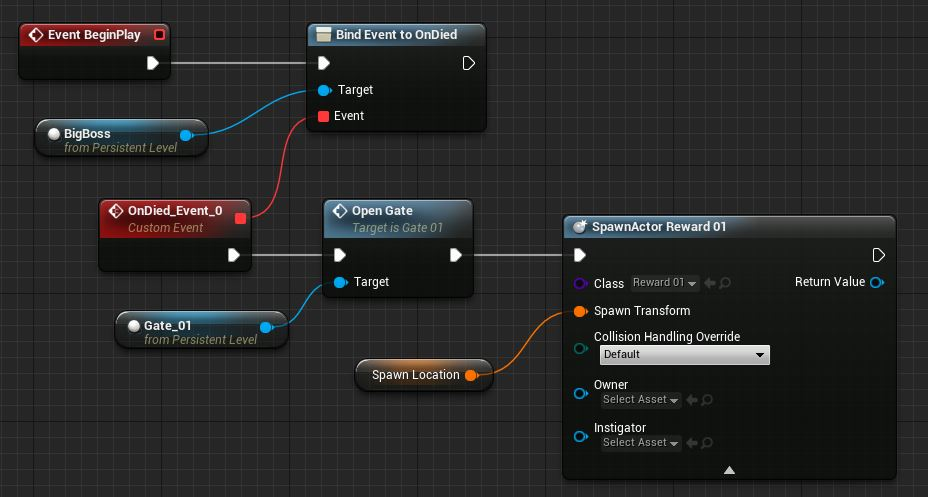 Event BeginPlay
Bind Event to OnDied
Target
Event
BigBoss
from Persistent Level
OnDied_Event_0
Custom Event
Open Gate
Target is Gate 01
Target
Gate_01
from Persistent Level
Spawn Location
SpawnActor Reward 01
Class Reward 01
Return Value
Spawn Transform
Collision Handling Override
Default
Owner
Select Asset
Instigator
Select Asset